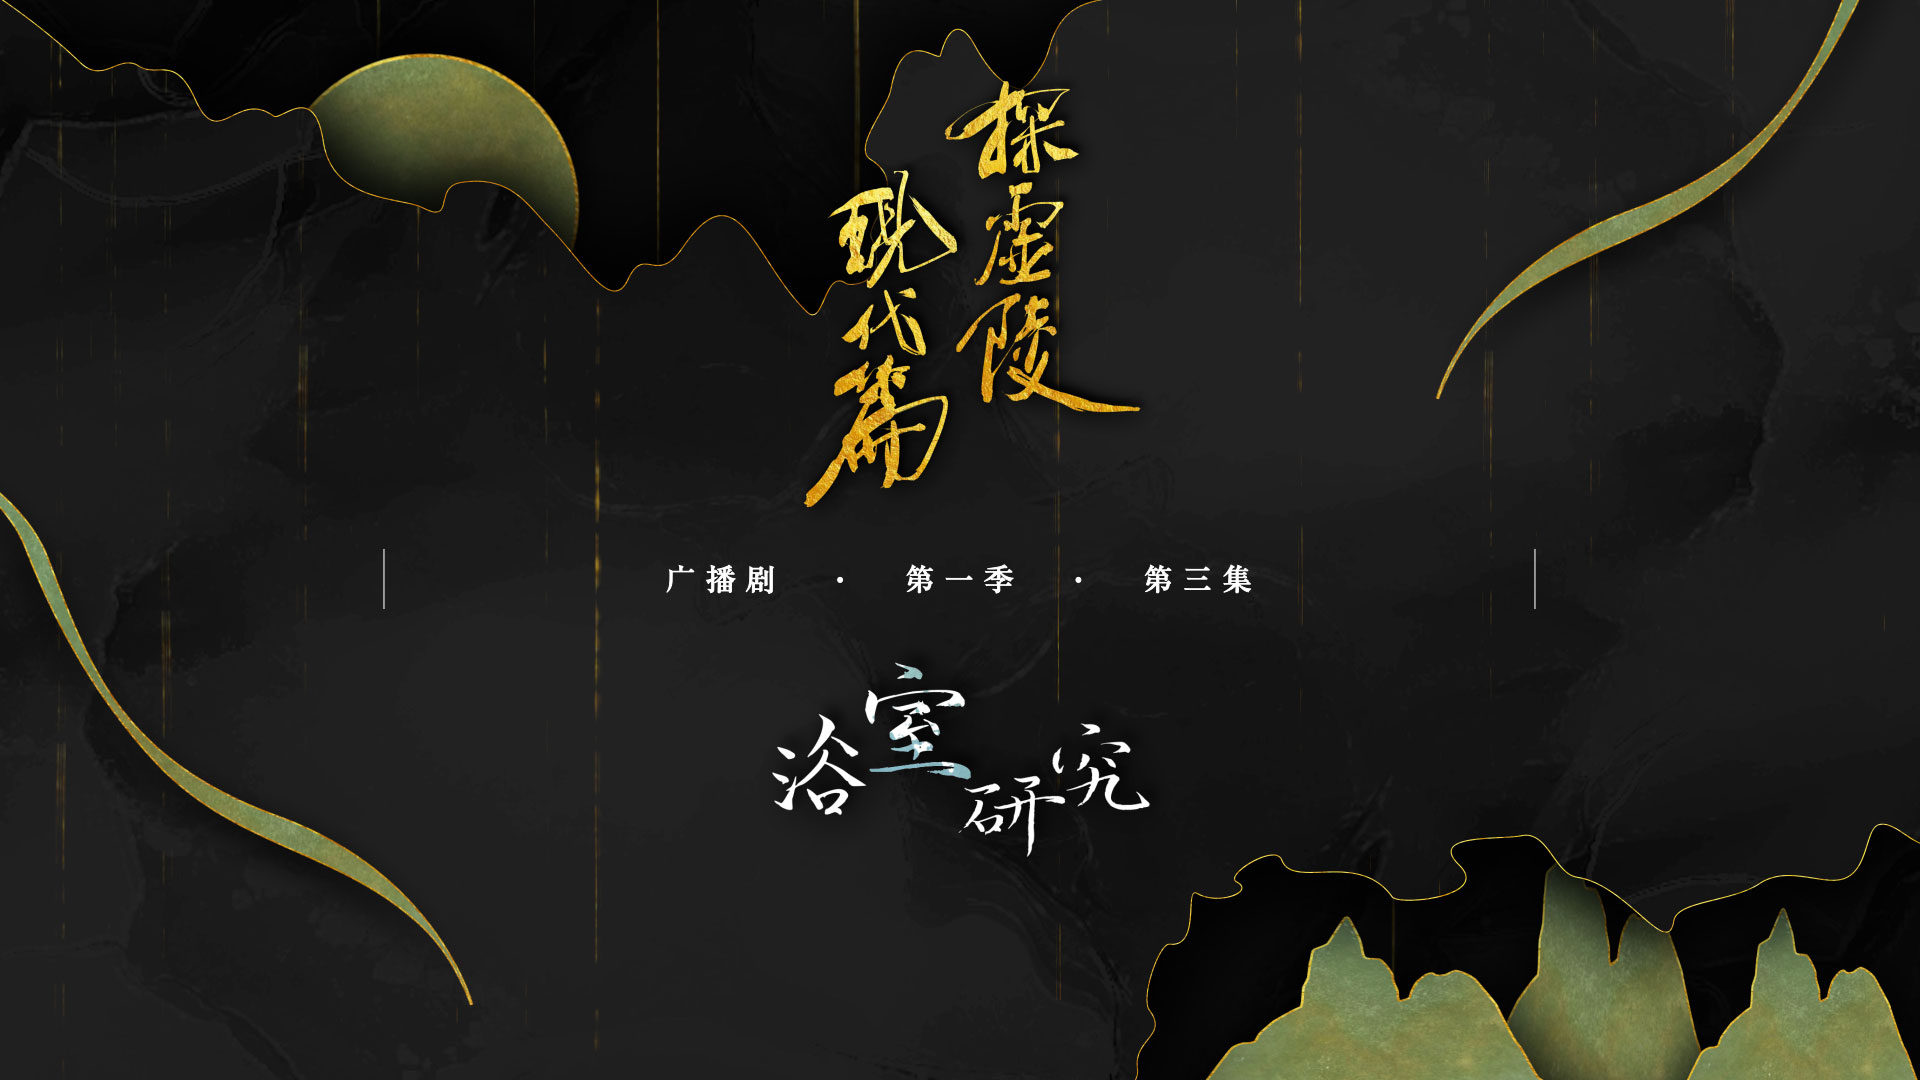 探虚陵
现代篇
广播剧 · 第一季 · 第三集
浴室研究